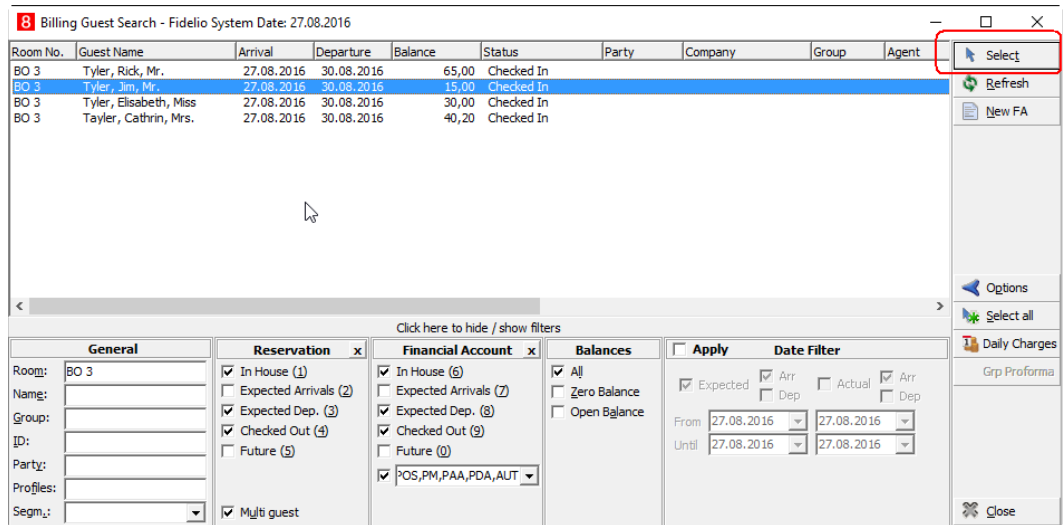 8 Billing Guest Search - Fidelio System Date: 27.08.2016
Room No. Guest Name Arrival Departure Balance Status Party Company Group Agent
BO 3 Tyler, Rick, Mr. 27.08.2016 30.08.2016 65,00 Checked In
BO 3 Tyler, Jim, Mr. 27.08.2016 30.08.2016 15,00 Checked In
BO 3 Tyler, Elisabeth, Miss 27.08.2016 30.08.2016 30,00 Checked In
BO 3 Tayler, Cathrin, Mrs. 27.08.2016 30.08.2016 40,20 Checked In
Select
Refresh
New FA
Options
Select all
Daily Charges
Grp Proforma
Close
Click here to hide / show filters
General
Room: BO 3
Name:
Group:
ID:
Party:
Profiles:
Segm.:
Reservation x
In House (1)
Expected Arrivals (2)
Expected Dep. (3)
Checked Out (4)
Future (5)
Multi guest
Financial Account x
In House (6)
Expected Arrivals (7)
Expected Dep. (8)
Checked Out (9)
Future (0)
POS,PM,PAA,PDA,AUT
Balances
All
Zero Balance
Open Balance
Apply Date Filter
Expected Arr Actual Arr
Dep Dep
From 27.08.2016 27.08.2016
Until 27.08.2016 27.08.2016